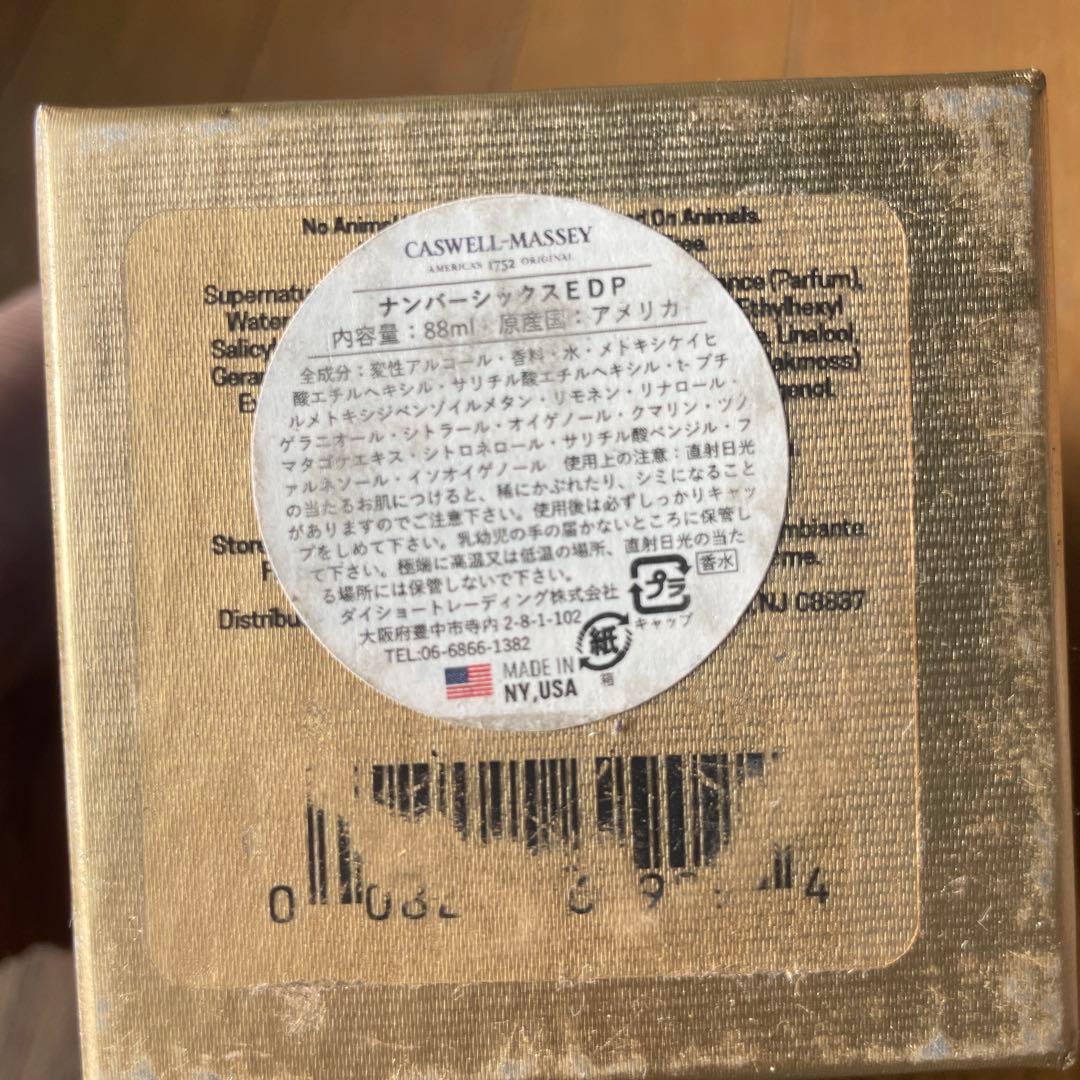 No Anim On Animals.
CASWELL-MASSEY
AMERICAS 1752 ORIGINAL
ナンバーシックスEDP
内容量：88ml 原産国：アメリカ
全成分：変性アルコール・香料・水・メトキシケイヒ
酸エチルヘキシル・サリチル酸エチルヘキシル・t-ブチ
ルメトキシジベンゾイルメタン・リモネン・リナロール・
ゲラニオール・シトラール・オイゲノール・クマリン・ツノ
マタゴケエキス・シトロネロール・サリチル酸ベンジル・フ
ァルネソール・イソオイゲノール 使用上の注意：直射日光
の当たるお肌につけると、稀にかぶれたり、シミになること
がありますのでご注意下さい。使用後は必ずしっかりキャッ
プをしめて下さい。乳幼児の手の届かないところに保管し
て下さい。極端に高温又は低温の場所、直射日光の当た
る場所には保管しないで下さい。
香水
ダイショートレーディング株式会社
大阪府豊中市寺内2-8-1-102
TEL:06-6866-1382
プラ
キャップ
紙
箱
MADE IN
NY,USA
Supernatu
Water
Salicyl
Gera
E
nce (Parfum),
Ethylhexyl
Linalool,
akmoss)
genol.
Store
mbiante.
Distribu NJ 08837
0 4